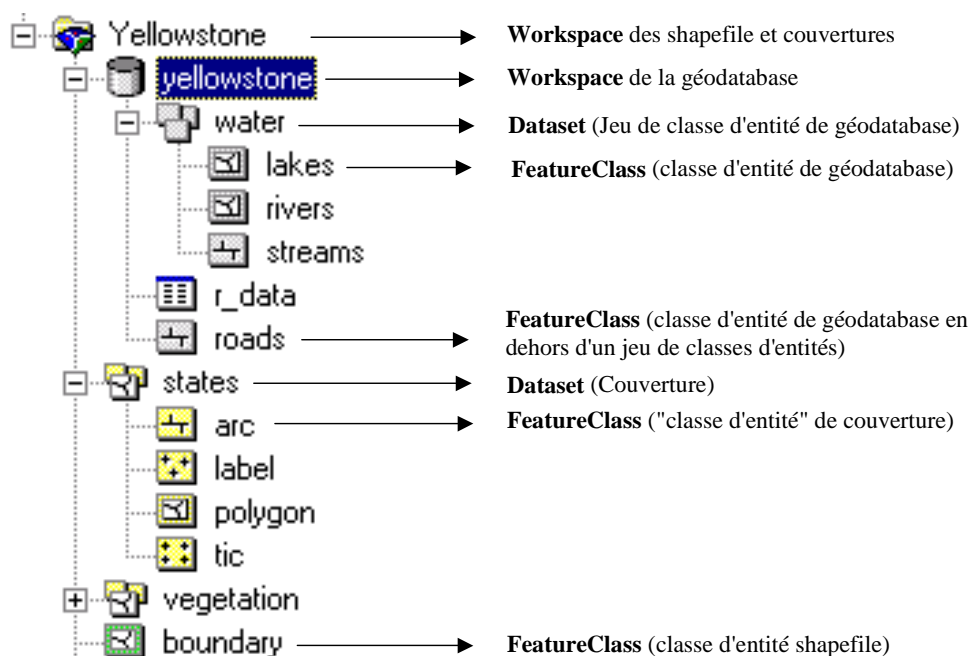 Yellowstone Workspace des shapefile et couvertures
yellowstone Workspace de la géodatabase
water Dataset (Jeu de classe d'entité de géodatabase)
lakes FeatureClass (classe d'entité de géodatabase)
rivers
streams
r_data
roads FeatureClass (classe d'entité de géodatabase en
dehors d'un jeu de classes d'entités)
states Dataset (Couverture)
arc FeatureClass ("classe d'entité" de couverture)
label
polygon
tic
vegetation
boundary FeatureClass (classe d'entité shapefile)